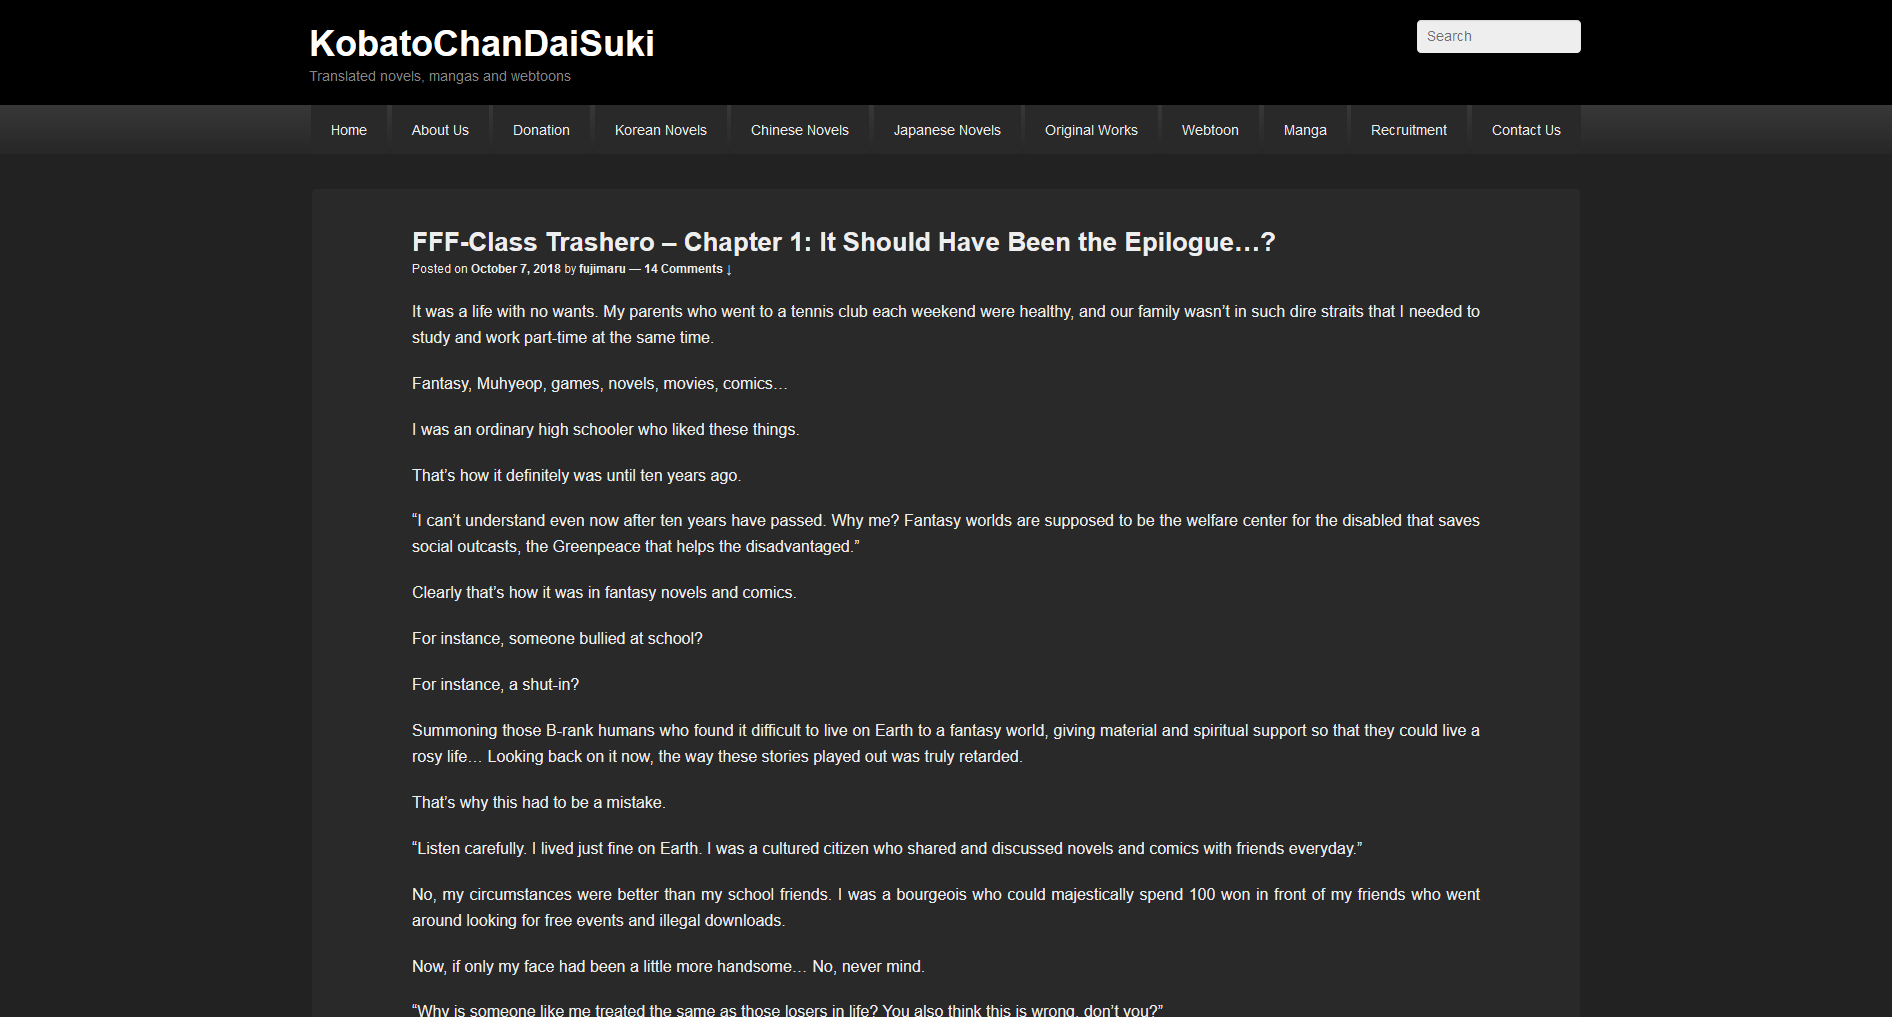 KobatoChanDaiSuki
Translated novels, mangas and webtoons
Search
Home About Us Donation Korean Novels Chinese Novels Japanese Novels Original Works Webtoon Manga Recruitment Contact Us
FFF-Class Trashero – Chapter 1: It Should Have Been the Epilogue…?
Posted on October 7, 2018 by fujimaru — 14 Comments ↓
It was a life with no wants. My parents who went to a tennis club each weekend were healthy, and our family wasn’t in such dire straits that I needed to
study and work part-time at the same time.
Fantasy, Muhyeop, games, novels, movies, comics…
I was an ordinary high schooler who liked these things.
That’s how it definitely was until ten years ago.
“I can’t understand even now after ten years have passed. Why me? Fantasy worlds are supposed to be the welfare center for the disabled that saves
social outcasts, the Greenpeace that helps the disadvantaged.”
Clearly that’s how it was in fantasy novels and comics.
For instance, someone bullied at school?
For instance, a shut-in?
Summoning those B-rank humans who found it difficult to live on Earth to a fantasy world, giving material and spiritual support so that they could live a
rosy life… Looking back on it now, the way these stories played out was truly retarded.
That’s why this had to be a mistake.
“Listen carefully. I lived just fine on Earth. I was a cultured citizen who shared and discussed novels and comics with friends everyday.”
No, my circumstances were better than my school friends. I was a bourgeois who could majestically spend 100 won in front of my friends who went
around looking for free events and illegal downloads.
Now, if only my face had been a little more handsome… No, never mind.
“Why is someone like me treated the same as those losers in life? You also think this is wrong, don’t you?”